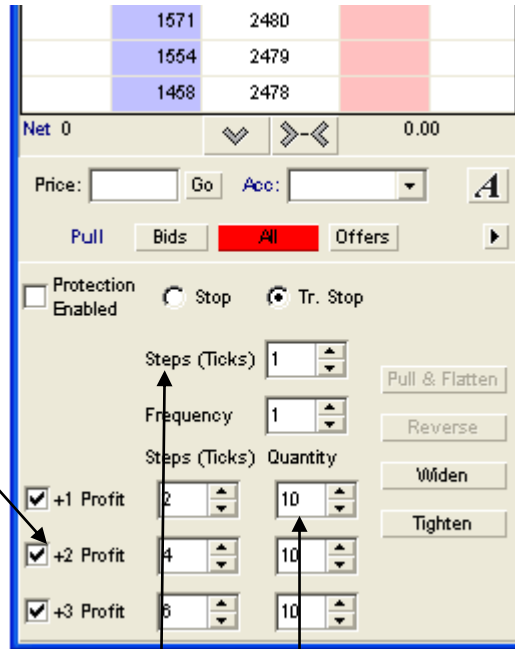 1571 2480
1554 2479
1458 2478
Net 0 0.00
Price: Go Acc: A
Pull Bids All Offers
Protection Enabled Stop Tr. Stop
Steps (Ticks) 1
Pull & Flatten
Frequency 1
Reverse
Steps (Ticks) Quantity
Widen
+1 Profit 2 10
Tighten
+2 Profit 4 10
+3 Profit 6 10